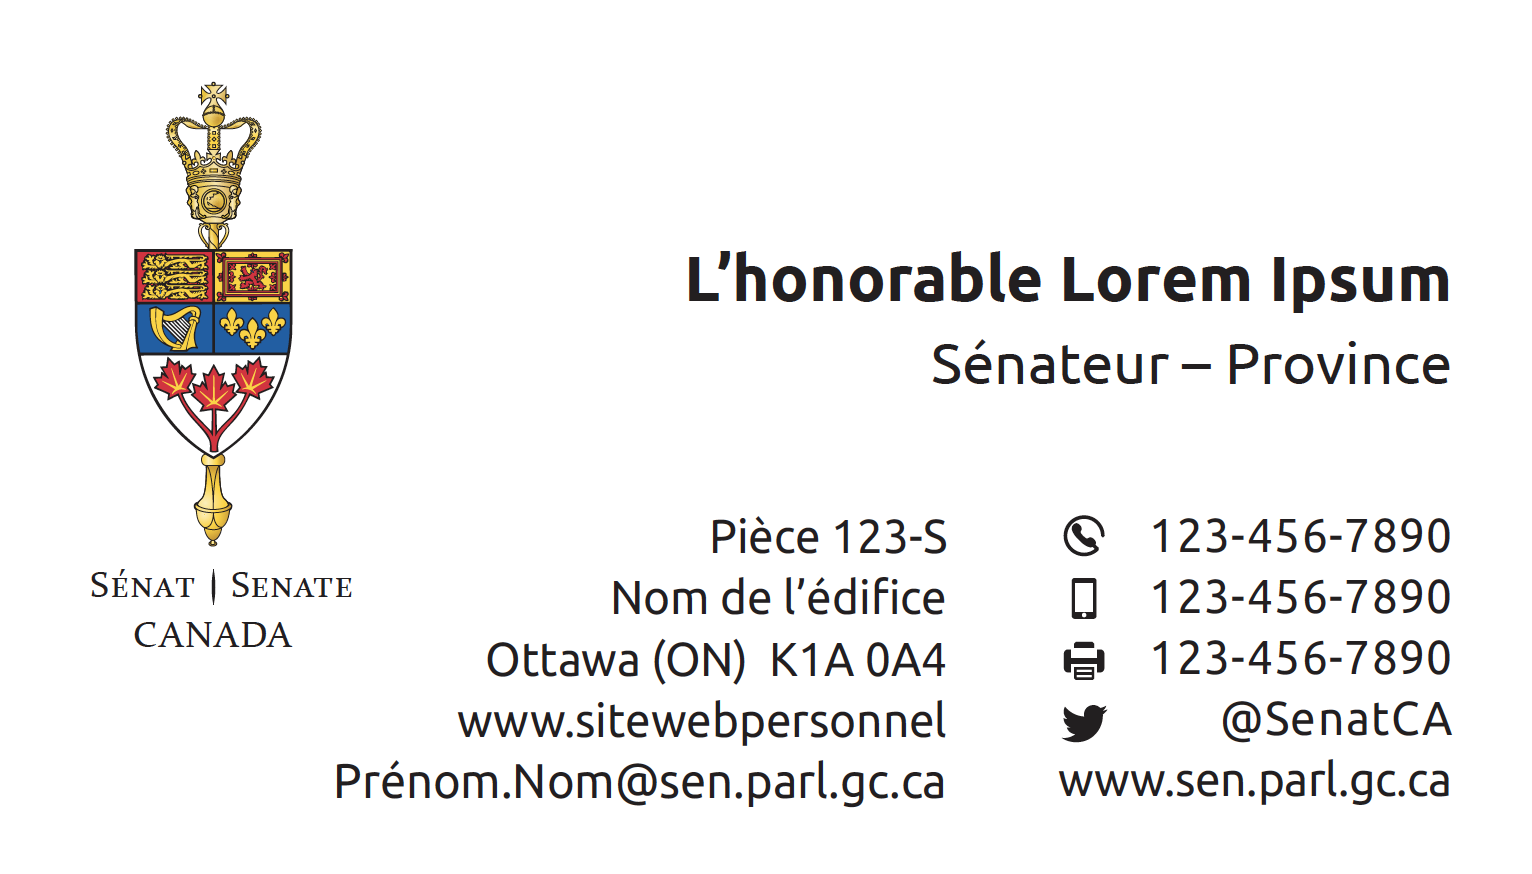 L’honorable Lorem Ipsum
Sénateur – Province
SÉNAT | SENATE
CANADA
Pièce 123-S
Nom de l’édifice
Ottawa (ON)  K1A 0A4
www.sitewebpersonnel
Prénom.Nom@sen.parl.gc.ca
123-456-7890
123-456-7890
123-456-7890
@SenatCA
www.sen.parl.gc.ca